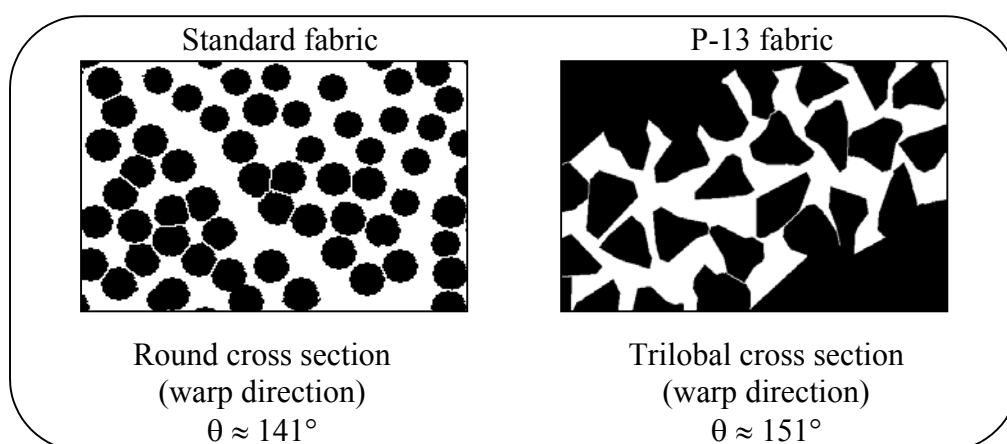 Standard fabric
P-13 fabric
Round cross section
(warp direction)
θ ≈ 141°
Trilobal cross section
(warp direction)
θ ≈ 151°